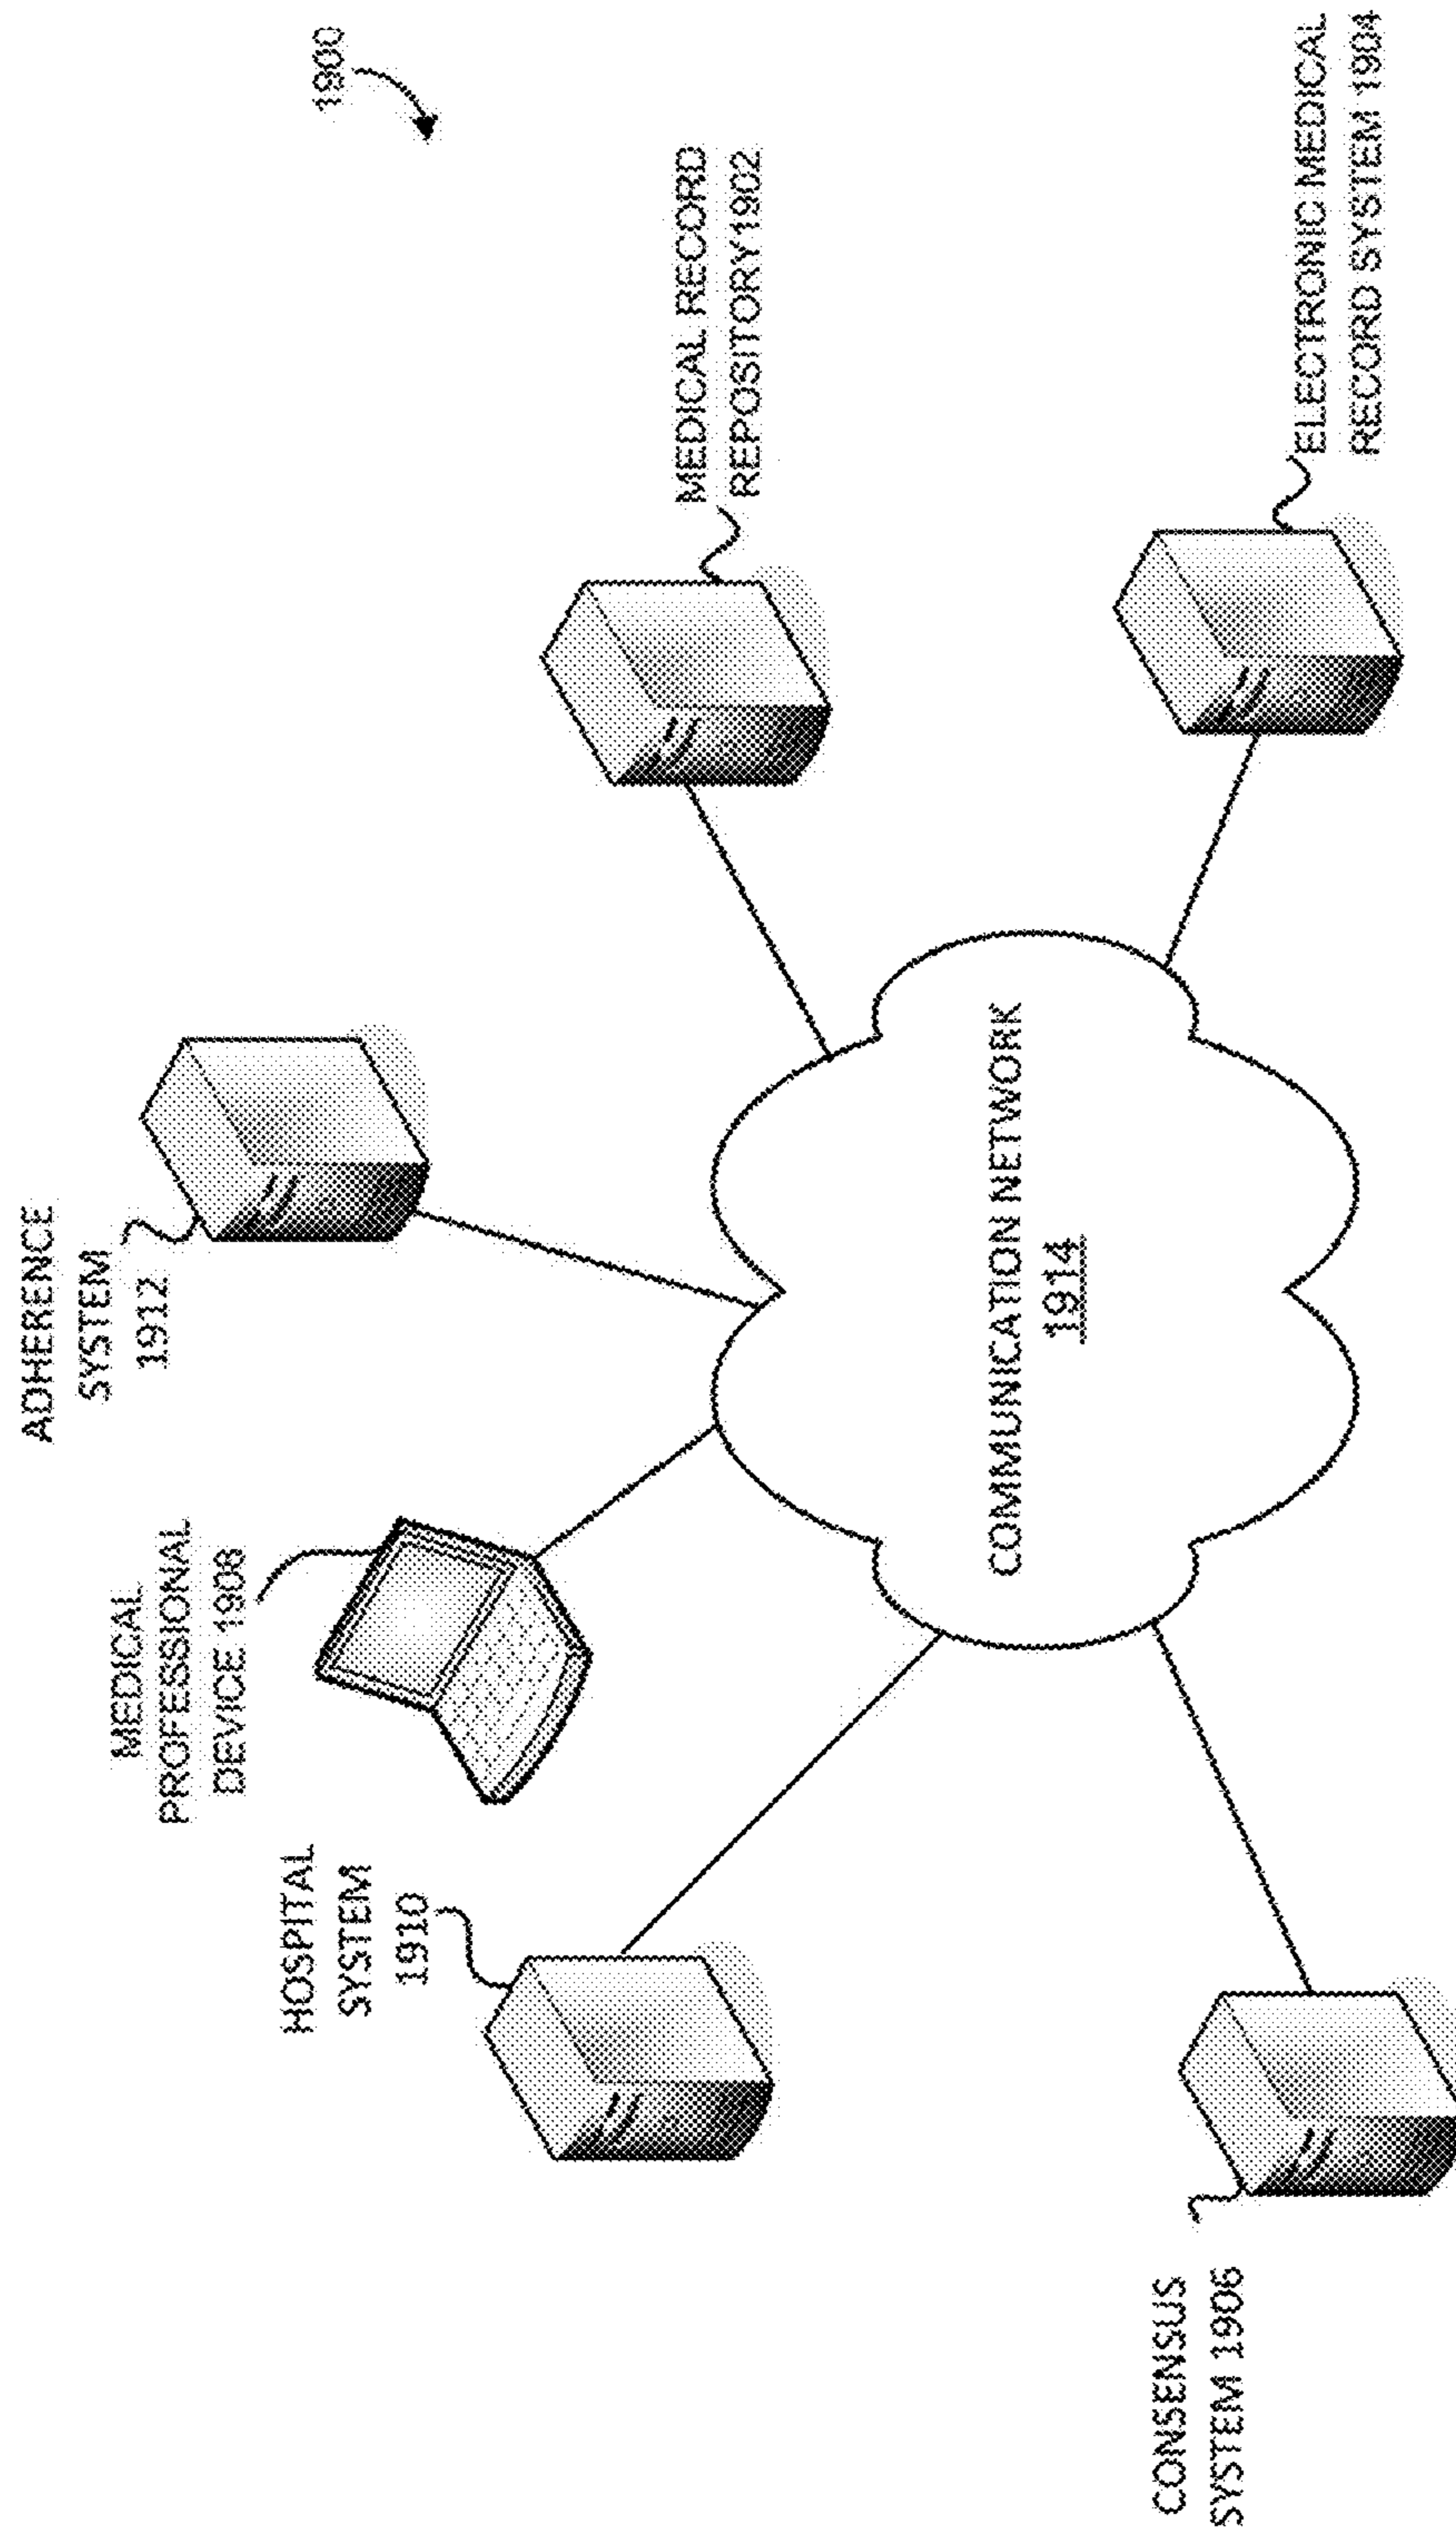 1900
ADHERENCE
SYSTEM
1912
MEDICAL
PROFESSIONAL
DEVICE 1908
HOSPITAL
SYSTEM
1910
MEDICAL RECORD
REPOSITORY1902
COMMUNICATION NETWORK
1914
CONSENSUS
SYSTEM 1906
ELECTRONIC MEDICAL
RECORD SYSTEM 1904